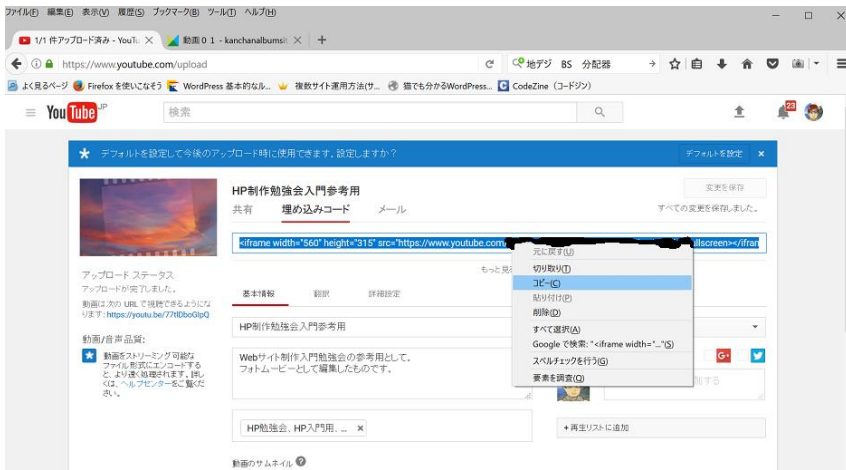 ファイル(F) 編集(E) 表示(V) 履歴(S) ブックマーク(B) ツール(T) ヘルプ(H)
1/1 件アップロード済み - YouTu
動画０１ - kanchanalbumsit
https://www.youtube.com/upload
地デジ BS 分配器
よく見るページ Firefox を使いこなそう WordPress 基本的なル... 複数サイト運用方法(サ... 猫でも分かるWordPress... CodeZine（コードジン）
YouTube JP
検索
23
デフォルトを設定して今後のアップロード時に使用できます。設定しますか？
デフォルトを設定
HP制作勉強会入門参考用
変更を保存
共有 埋め込みコード メール
すべての変更を保存しました。
<iframe width="560" height="315" src="https://www.youtube.com/
llscreen></ifran
もっと見
アップロード ステータス
アップロードが完了しました。
動画は次の URL で視聴できるようになります: https://youtu.be/77tlDboGlpQ
動画/音声品質:
動画をストリーミング可能な
ファイル形式にエンコードする
と、より速く処理されます。詳し
くは、ヘルプセンターをご覧くだ
さい。
基本情報 翻訳 詳細設定
HP制作勉強会入門参考用
Webサイト制作入門勉強会の参考用として。
フォトムービーとして編集したものです。
HP勉強会、HP入門用、...
動画のサムネイル
元に戻す(U)
切り取り(T)
コピー(C)
貼り付け(P)
削除(D)
すべて選択(A)
Google で検索: "<iframe width="..."(S)
スペルチェックを行う(G)
要素を調査(Q)
G+
加する
+ 再生リストに追加